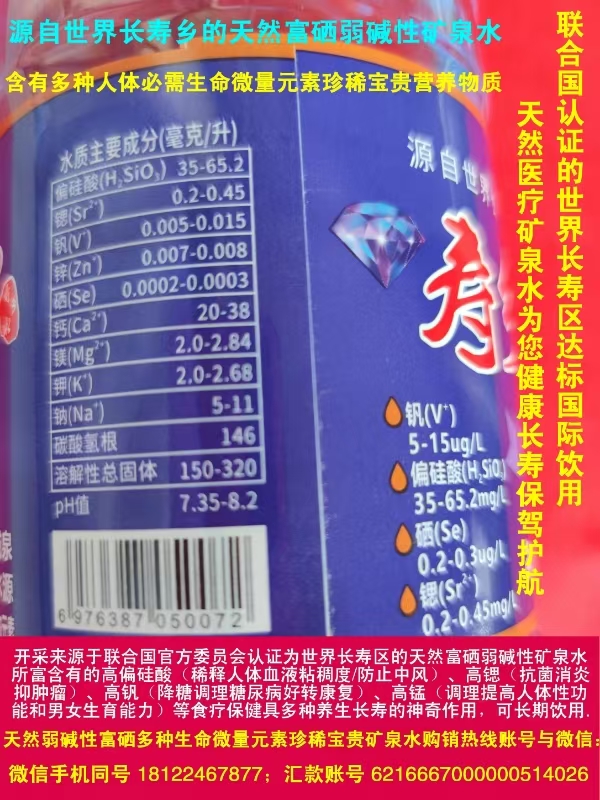 源自世界长寿乡的天然富硒弱碱性矿泉水
含有多种人体必需生命微量元素珍稀宝贵营养物质
联合国认证的世界长寿区达标国际饮用
天然医疗矿泉水为您健康长寿保驾护航
水质主要成分(毫克/升)
偏硅酸(H₂SiO₃) 35-65.2
锶(Sr²⁺) 0.2-0.45
钒(V⁺) 0.005-0.015
锌(Zn⁺) 0.007-0.008
硒(Se) 0.0002-0.0003
钙(Ca²⁺) 20-38
镁(Mg²⁺) 2.0-2.84
钾(K⁺) 2.0-2.68
钠(Na⁺) 5-11
碳酸氢根 146
溶解性总固体 150-320
pH值 7.35-8.2
6 976387 050072
源自世界
寿
钒(V⁺)
5-15ug/L
偏硅酸(H₂SiO
35-65.2mg/L
硒(Se)
0.2-0.3ug/L
锶(Sr²⁺)
0.2-0.45mg/L
开采来源于联合国官方委员会认证为世界长寿区的天然富硒弱碱性矿泉水
所富含有的高偏硅酸（稀释人体血液粘稠度/防止中风）、高锶（抗菌消炎
抑肿瘤）、高钒（降糖调理糖尿病好转康复）、高锰（调理提高人体性功
能和男女生育能力）等食疗保健具多种养生长寿的神奇作用，可长期饮用.
天然弱碱性富硒多种生命微量元素珍稀宝贵矿泉水购销热线账号与微信:
微信手机同号 18122467877；汇款账号 6216667000000514026